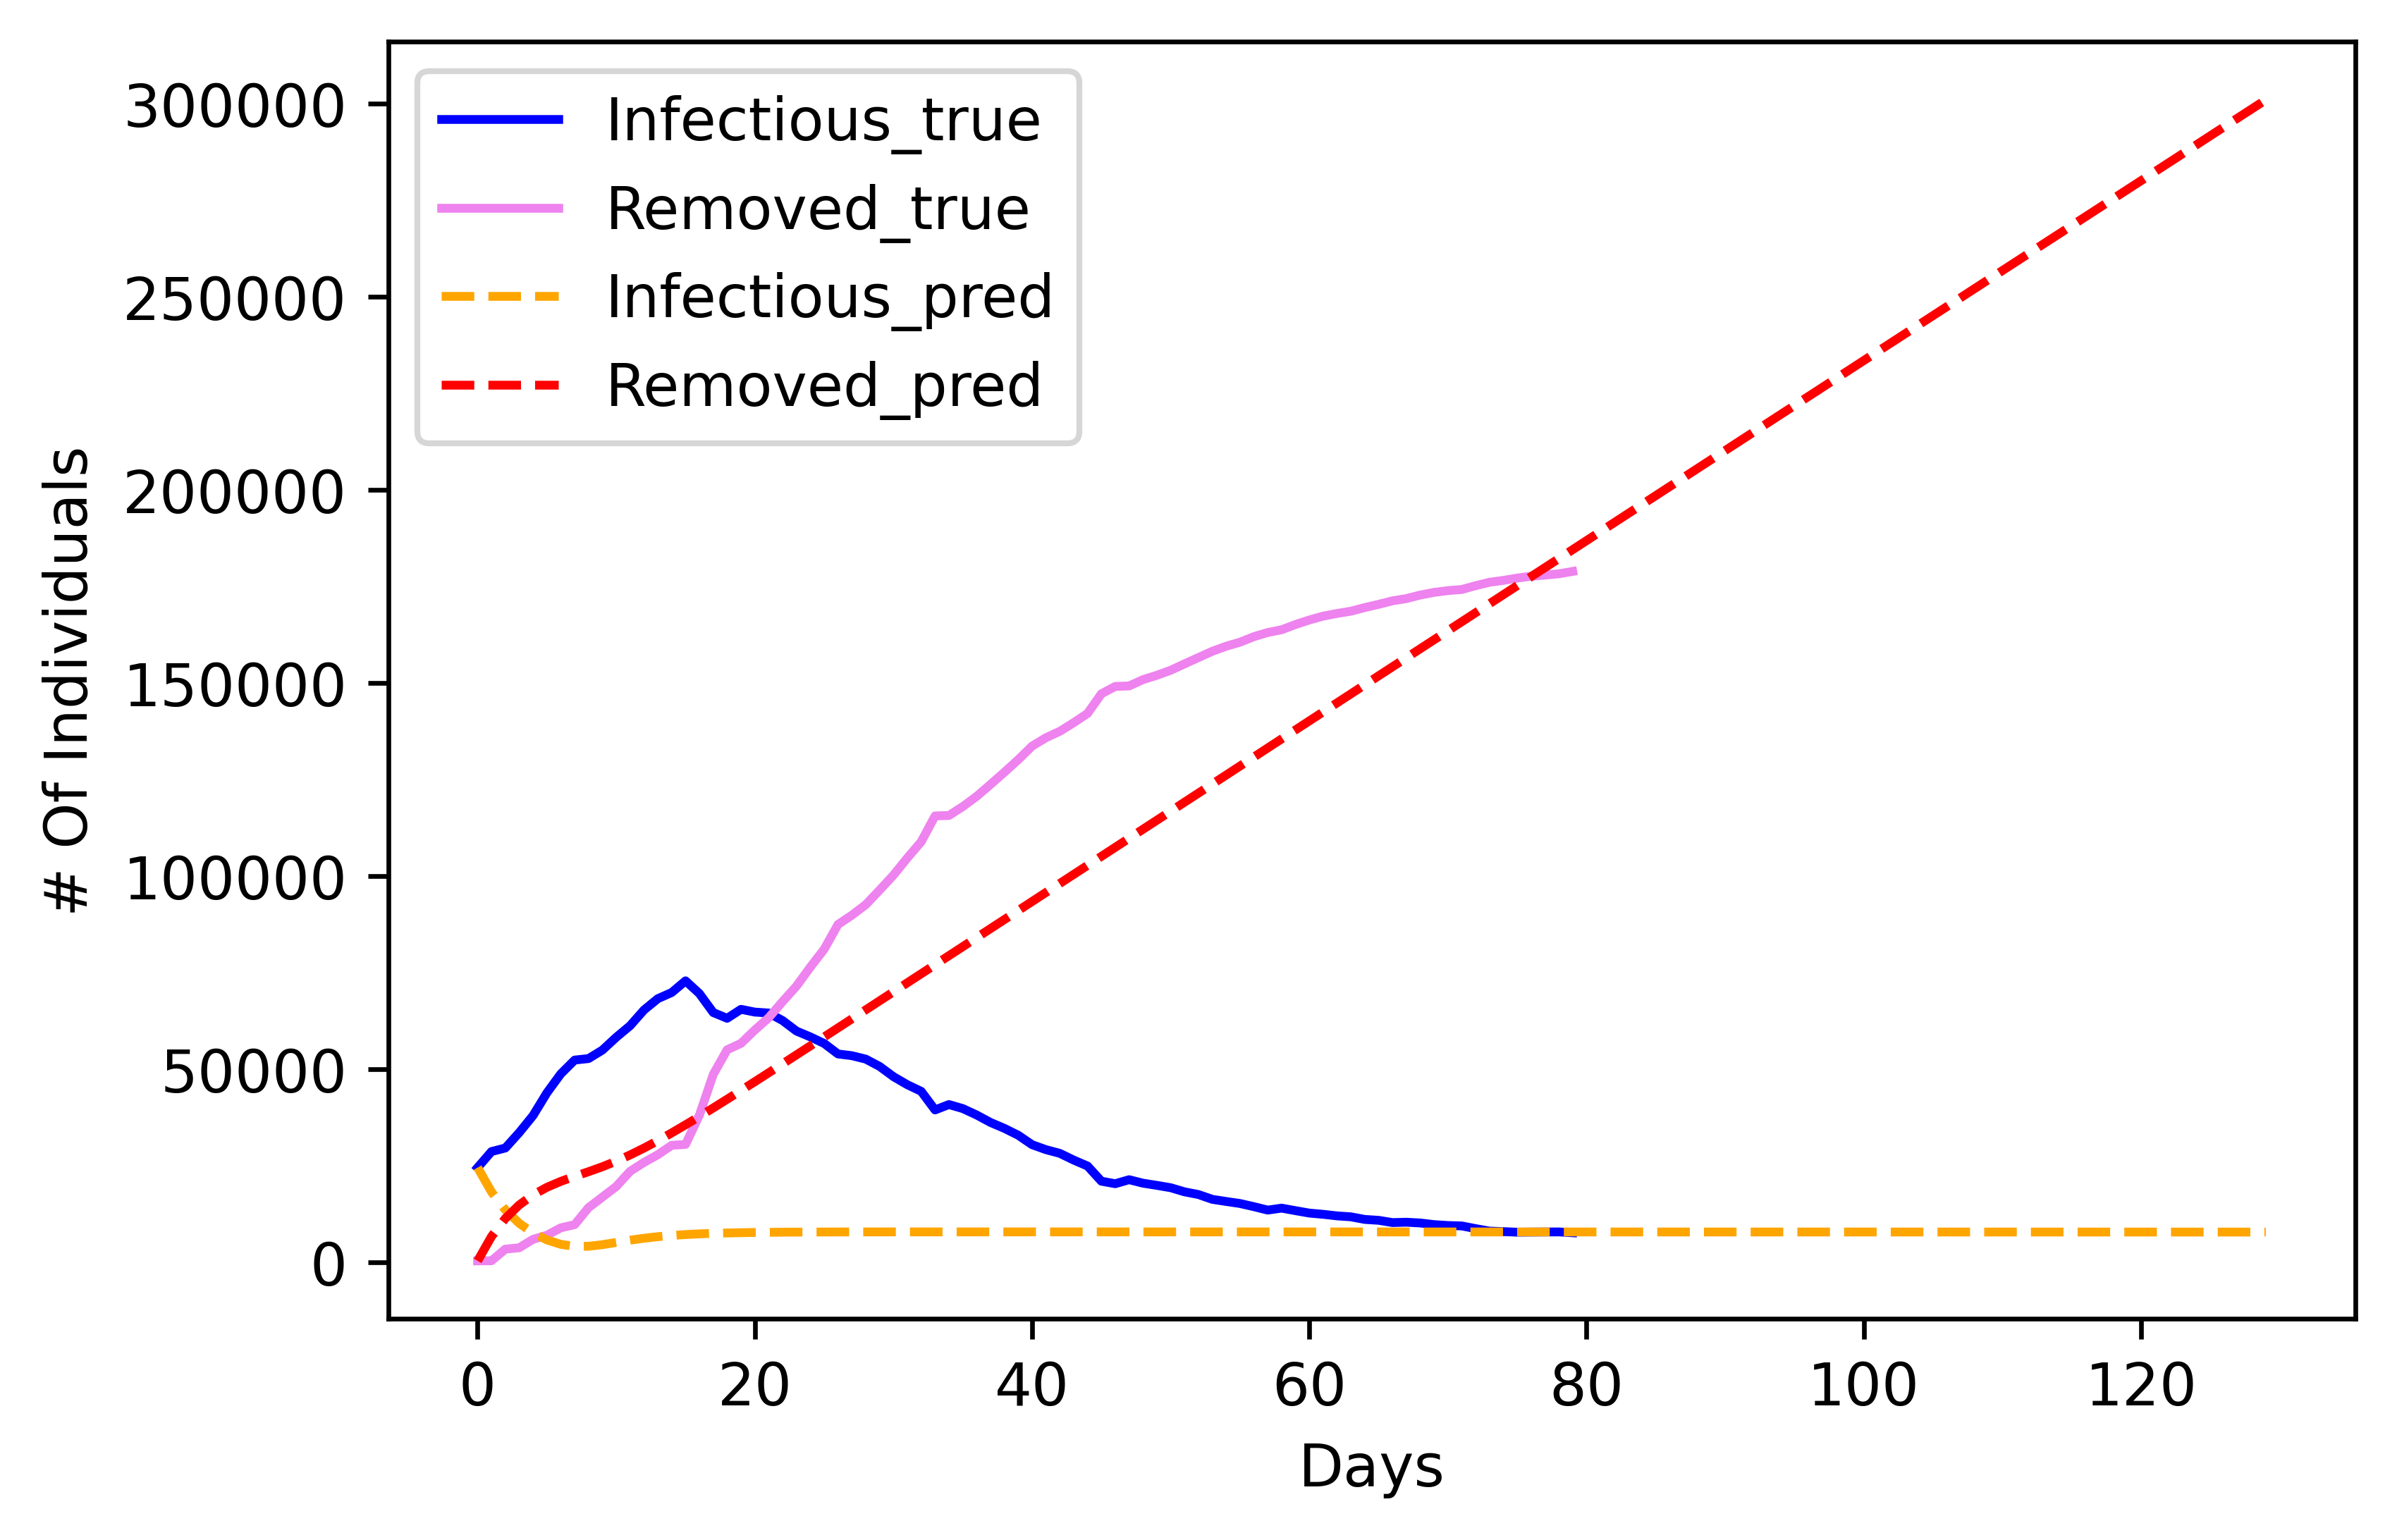 300000
250000
200000
150000
100000
50000
0
# Of Individuals
Infectious_true
Removed_true
Infectious_pred
Removed_pred
0 20 40 60 80 100 120
Days